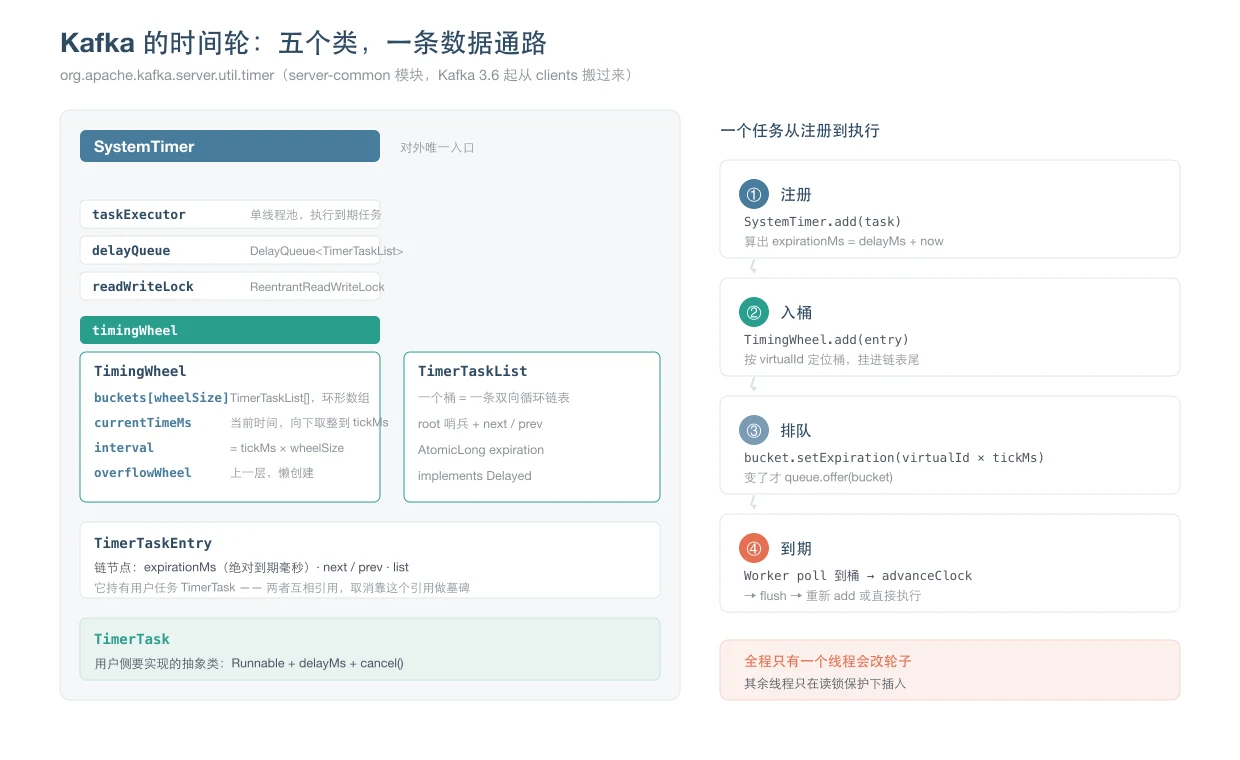 Kafka 的时间轮：五个类，一条数据通路
org.apache.kafka.server.util.timer（server-common 模块，Kafka 3.6 起从 clients 搬过来）
SystemTimer
对外唯一入口
taskExecutor 单线程池，执行到期任务
delayQueue DelayQueue<TimerTaskList>
readWriteLock ReentrantReadWriteLock
timingWheel
TimingWheel
buckets[wheelSize] TimerTaskList[]，环形数组
currentTimeMs 当前时间，向下取整到 tickMs
interval = tickMs × wheelSize
overflowWheel 上一层，懒创建
TimerTaskList
一个桶 = 一条双向循环链表
root 哨兵 + next / prev
AtomicLong expiration
implements Delayed
TimerTaskEntry
链节点：expirationMs（绝对到期毫秒）· next / prev · list
它持有用户任务 TimerTask —— 两者互相引用，取消靠这个引用做墓碑
TimerTask
用户侧要实现的抽象类：Runnable + delayMs + cancel()
一个任务从注册到执行
① 注册
SystemTimer.add(task)
算出 expirationMs = delayMs + now
② 入桶
TimingWheel.add(entry)
按 virtualId 定位桶，挂进链表尾
③ 排队
bucket.setExpiration(virtualId × tickMs)
变了才 queue.offer(bucket)
④ 到期
Worker poll 到桶 → advanceClock
→ flush → 重新 add 或直接执行
全程只有一个线程会改轮子
其余线程只在读锁保护下插入